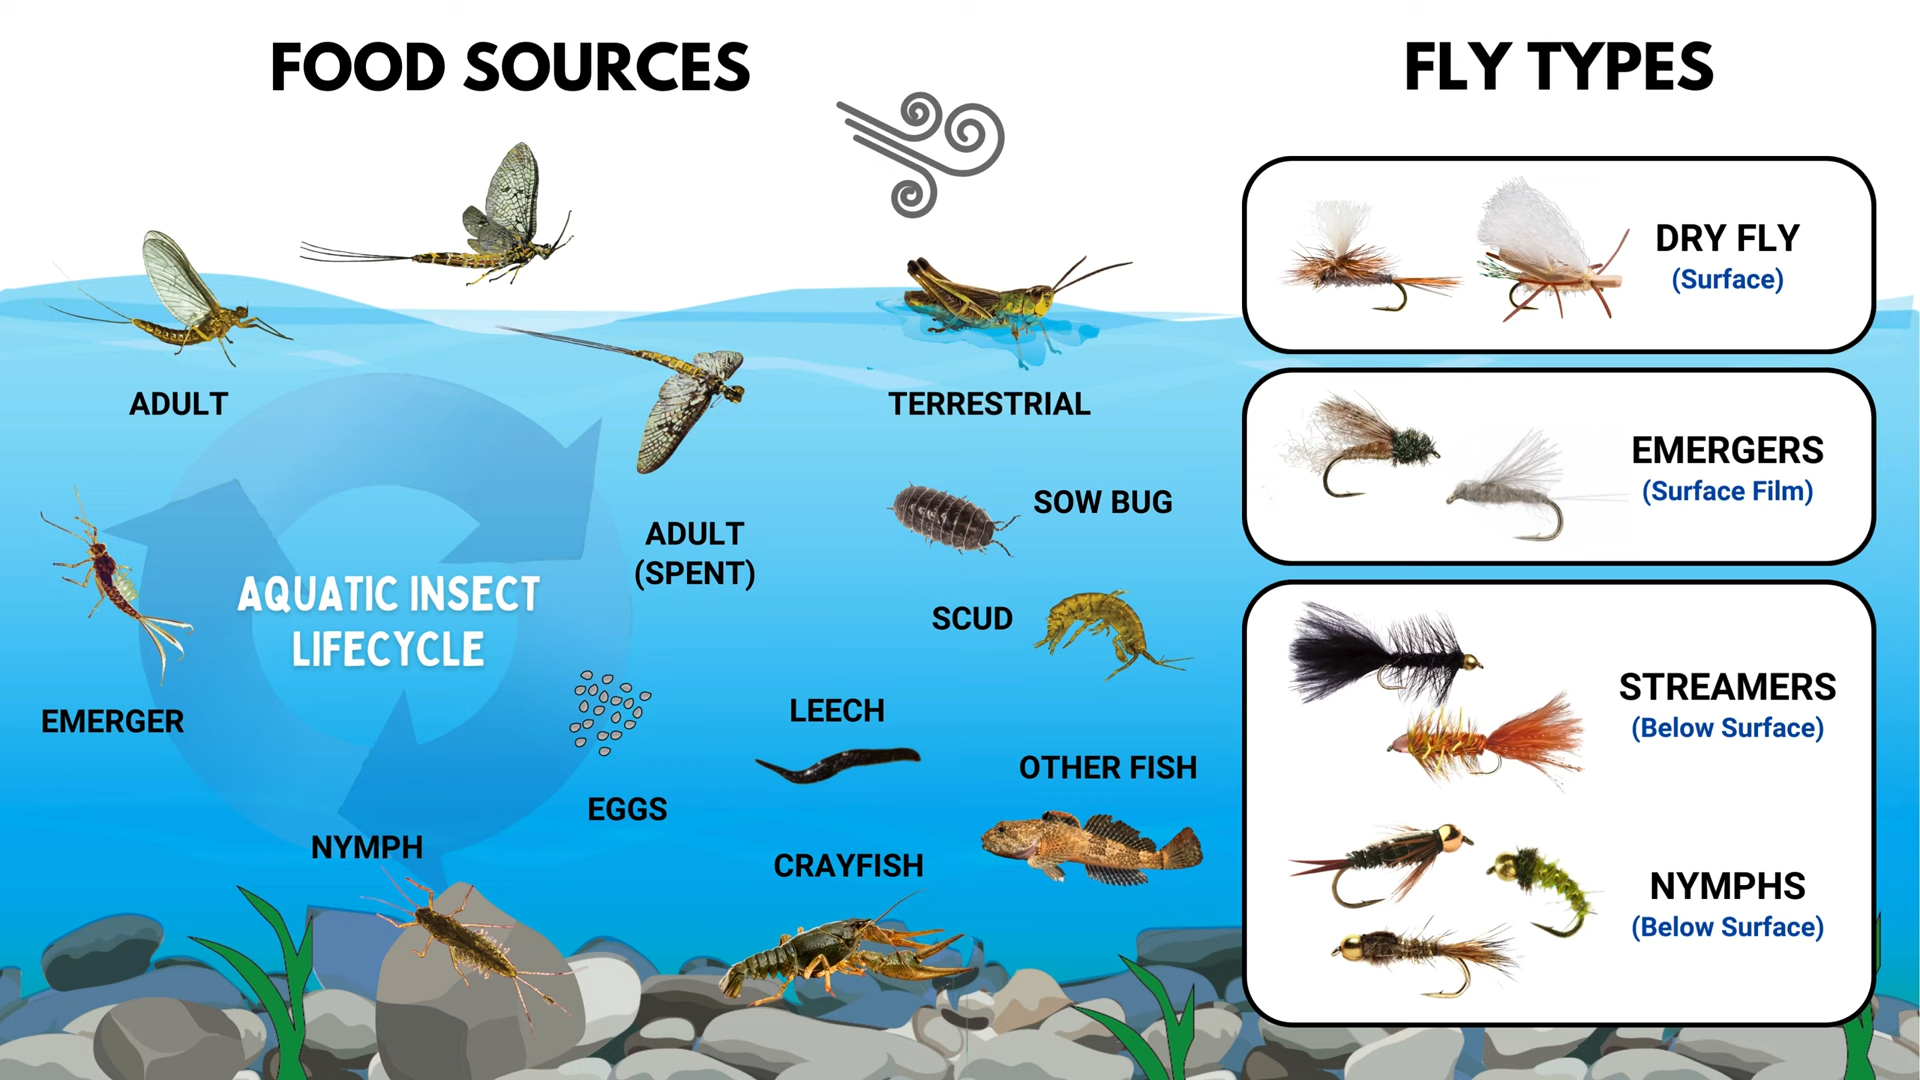 FOOD SOURCES
FLY TYPES
ADULT
TERRESTRIAL
ADULT
(SPENT)
SOW BUG
SCUD
AQUATIC INSECT
LIFECYCLE
EMERGER
LEECH
OTHER FISH
EGGS
NYMPH
CRAYFISH
DRY FLY
(Surface)
EMERGERS
(Surface Film)
STREAMERS
(Below Surface)
NYMPHS
(Below Surface)